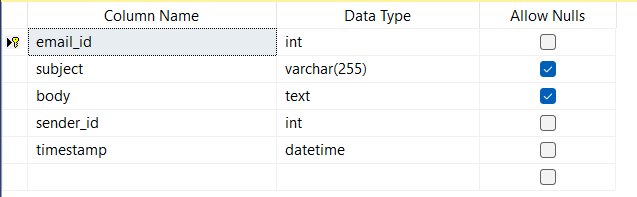 Column Name Data Type Allow Nulls
email_id int
subject varchar(255)
body text
sender_id int
timestamp datetime